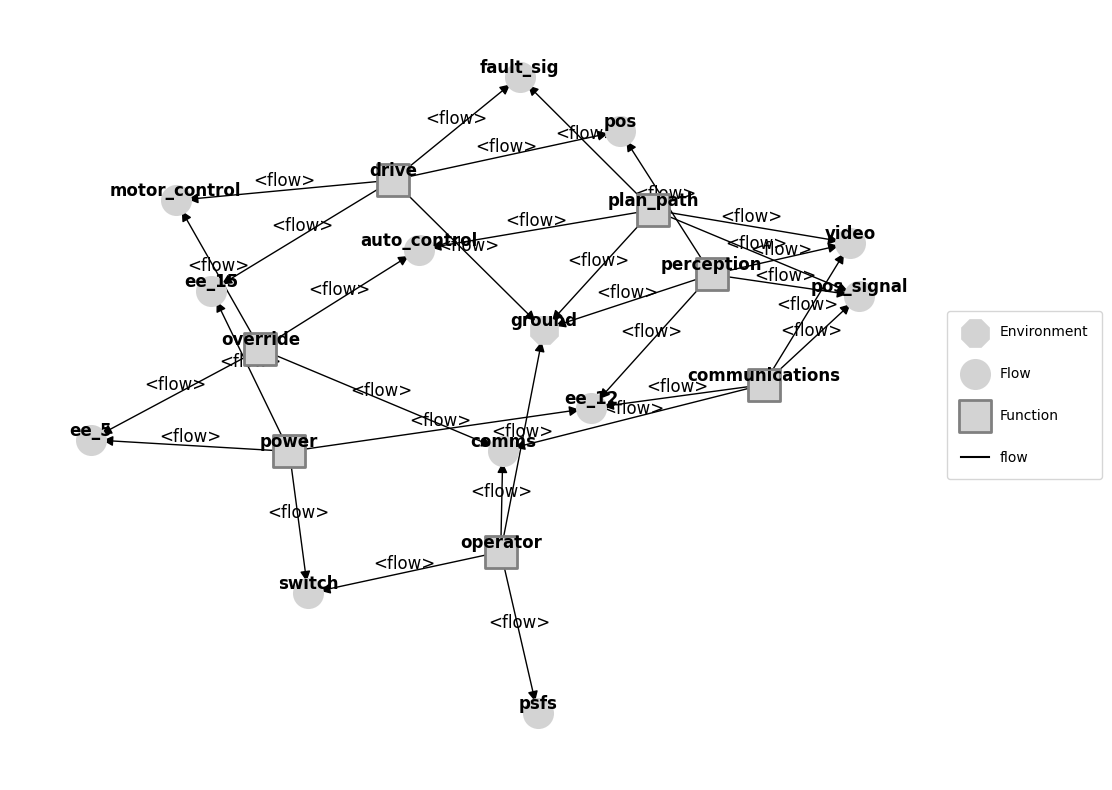 fault_sig
<flow>
pos
<flow>
<flow>
drive
<flow>
motor_control
<flow>
plan_path
<flow>
<flow>
<flow>
video
auto_control
<flow>
<flow>
<flow>
<flow>
perception
<flow>
<flow>
ee_15
<flow>
pos_signal
<flow>
<flow>
<flow>
ground
<flow>
<flow>
override
<flow>
communications
<flow>
<flow>
<flow>
ee_12
<flow>
<flow>
ee_5
<flow>
<flow>
power
comms
<flow>
<flow>
operator
<flow>
switch
<flow>
psfs
Environment
Flow
Function
flow